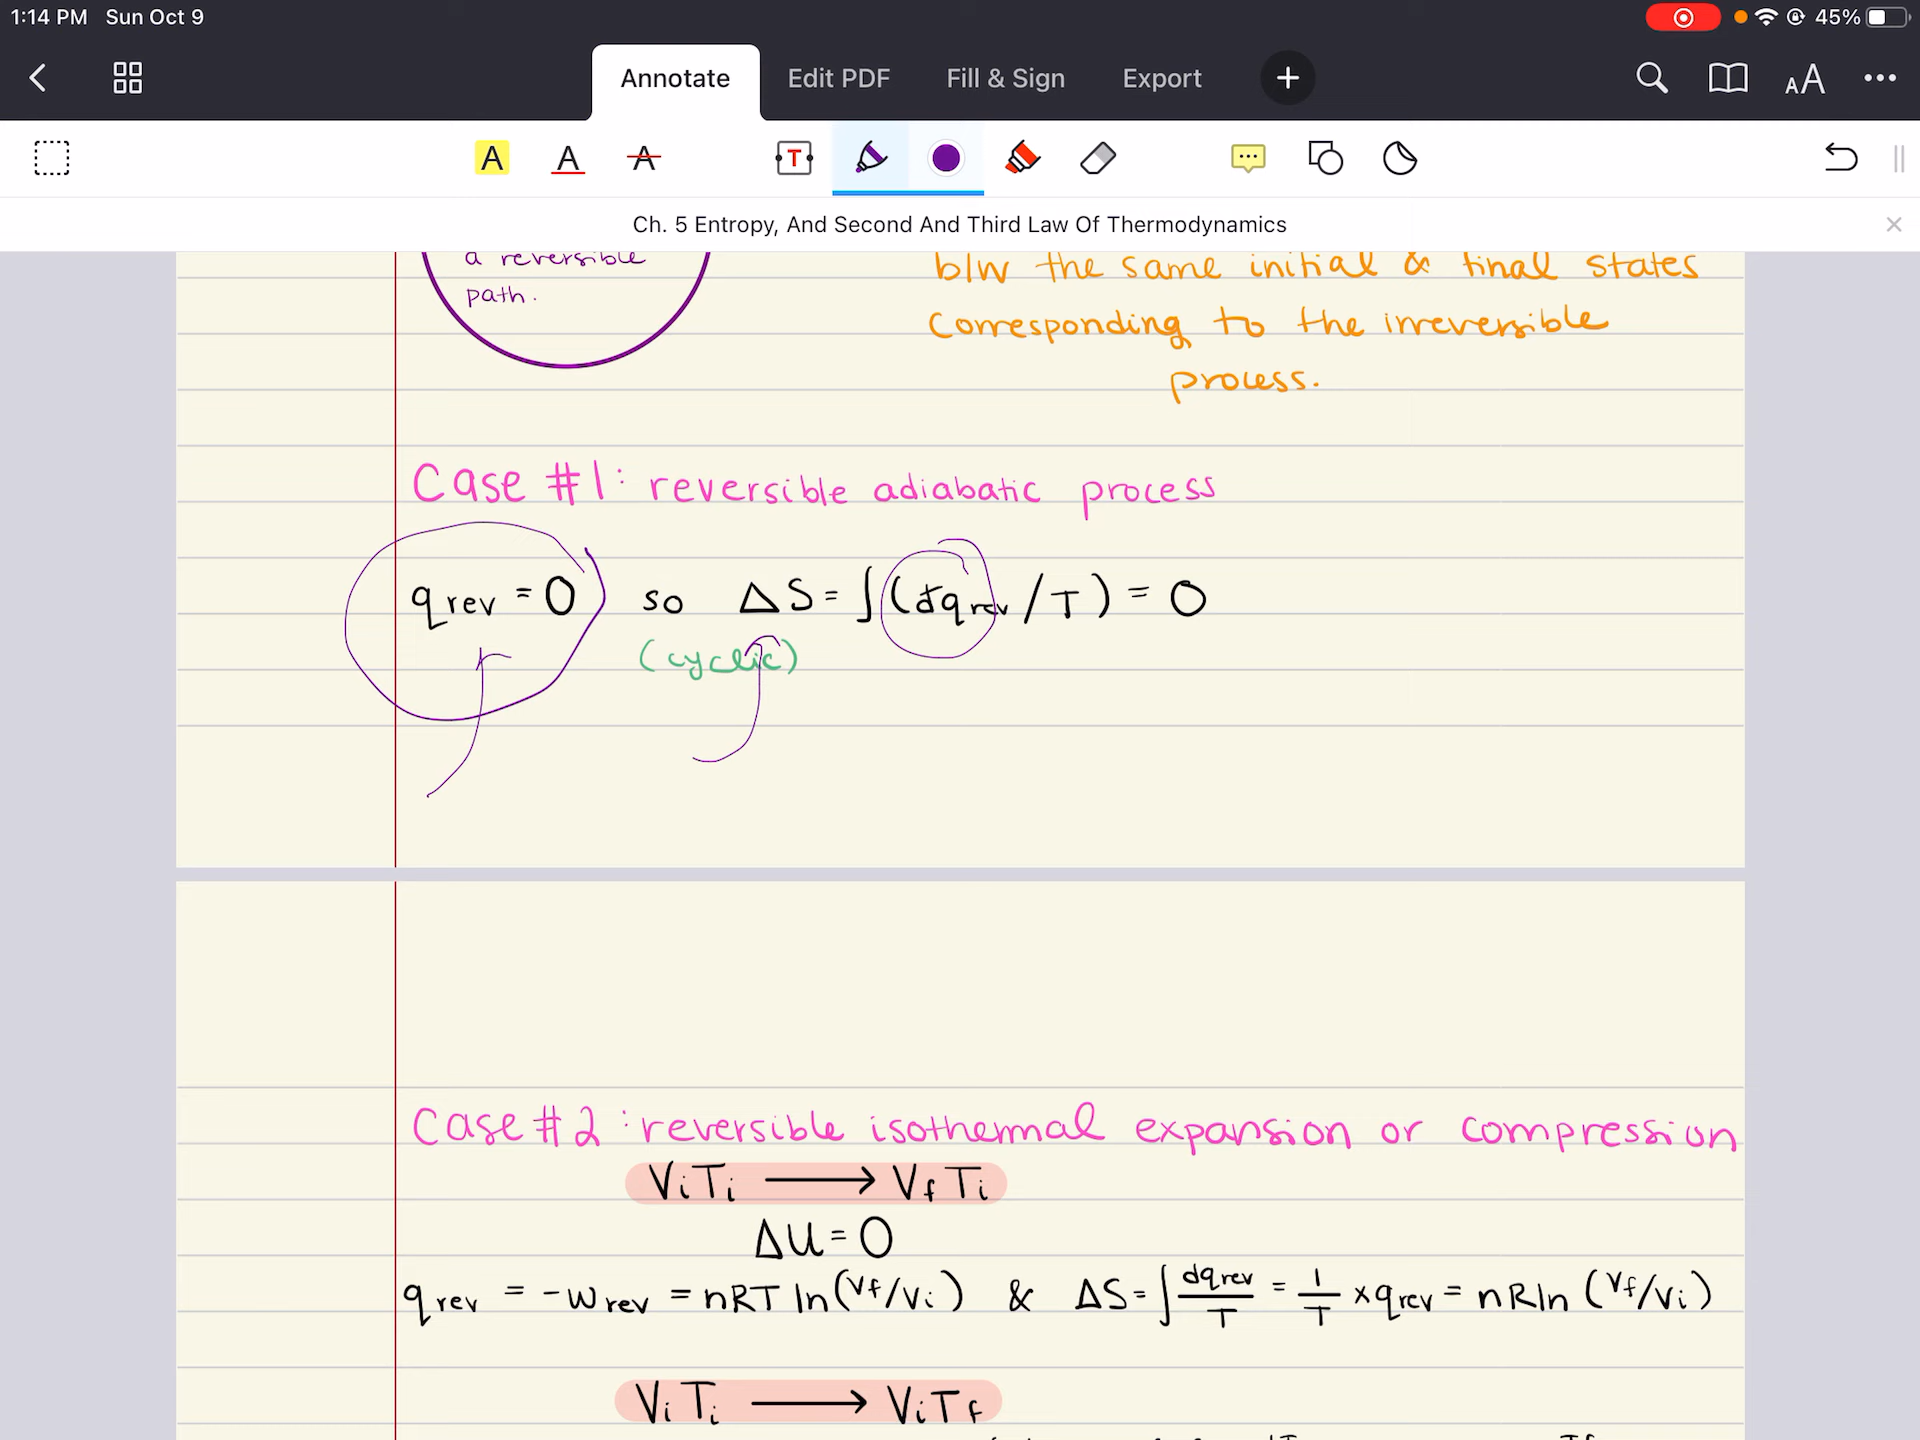 1:14 PM Sun Oct 9
45%
Annotate Edit PDF Fill & Sign Export
Ch. 5 Entropy, And Second And Third Law Of Thermodynamics
a reversible
path.
b/w the same initial & final states
corresponding to the irreversible
process.
Case #1: reversible adiabatic process
qrev = 0 so ΔS = ∫(đqrev/T) = 0
(cyclic)
Case #2: reversible isothermal expansion or compression
ViTi ⟶ VfTi
ΔU = 0
qrev = -wrev = nRT ln(Vf/Vi) & ΔS = ∫ dqrev/T = 1/T × qrev = nRln (Vf/Vi)
ViTi ⟶ ViTf